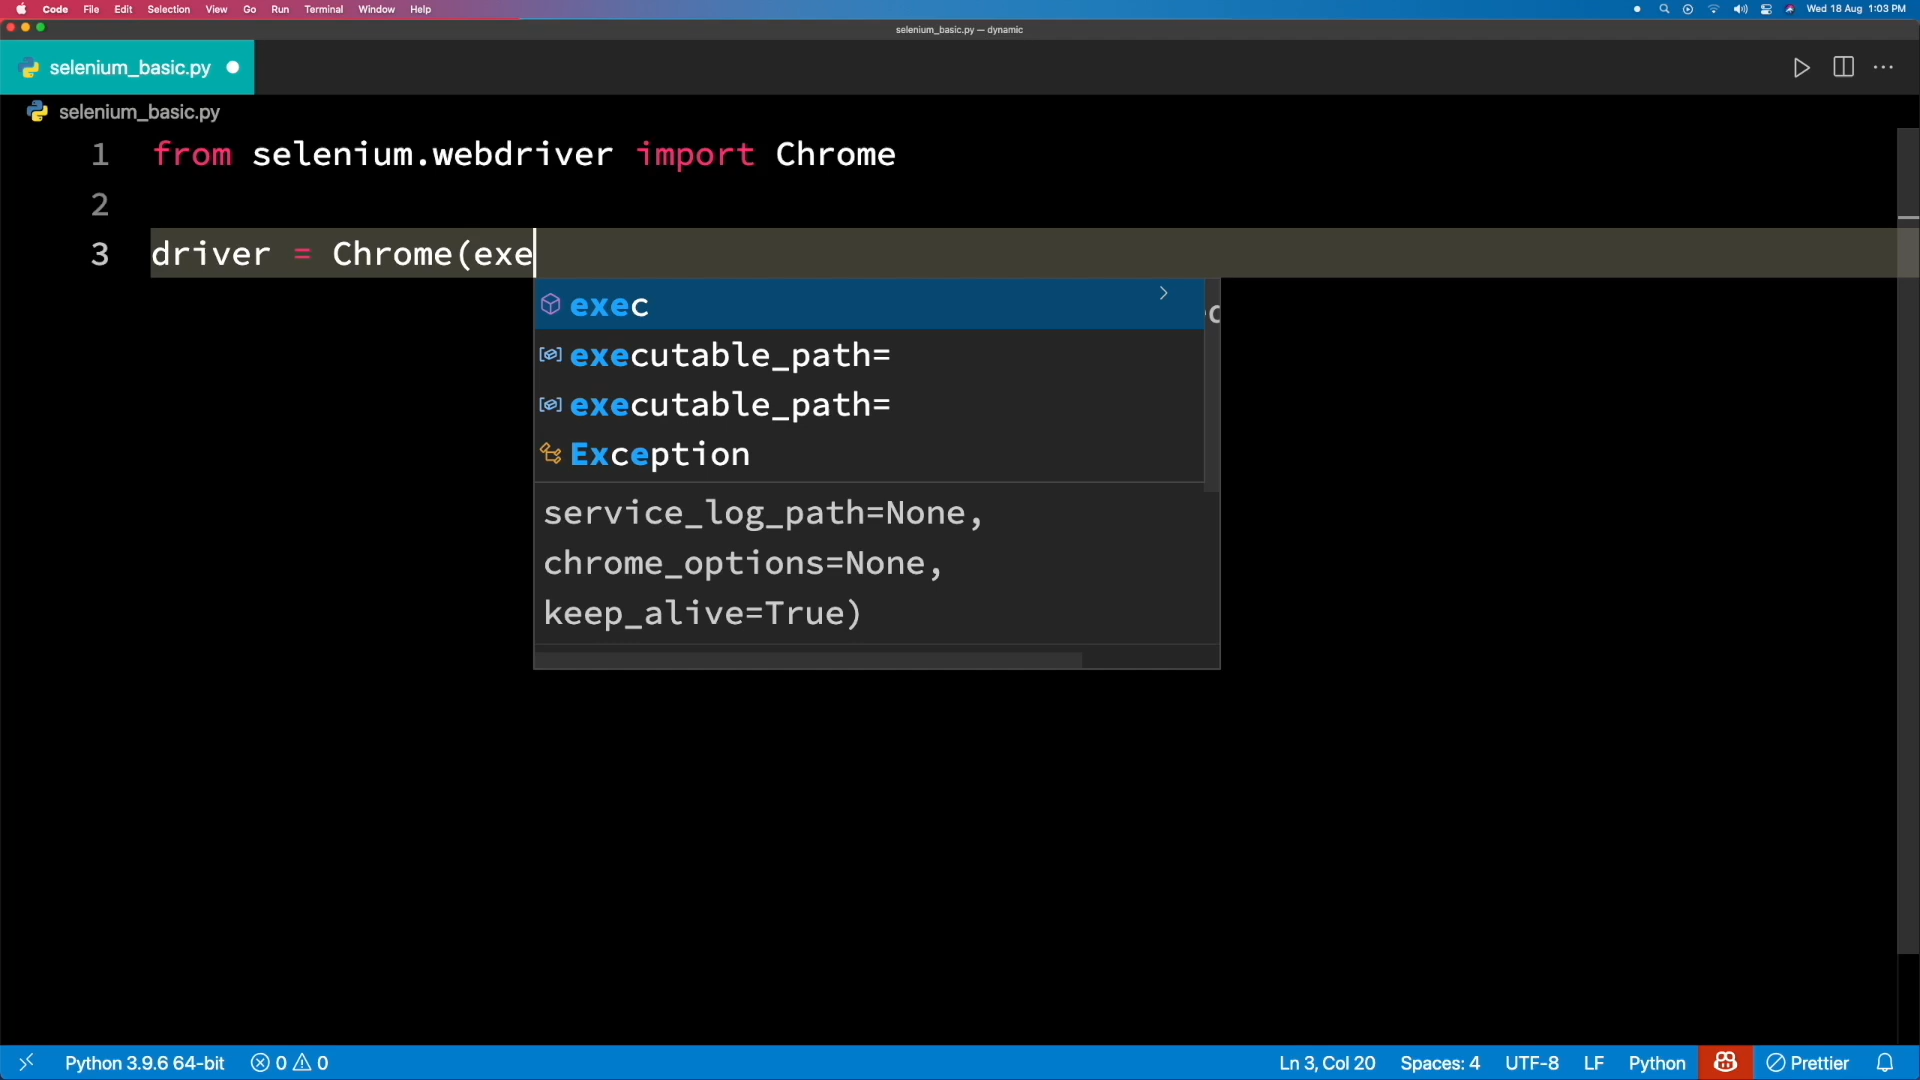 Code File Edit Selection View Go Run Terminal Window Help Wed 18 Aug 1:03 PM
selenium_basic.py — dynamic
selenium_basic.py
selenium_basic.py
1 from selenium.webdriver import Chrome
2
3 driver = Chrome(exe
exec
executable_path=
executable_path=
Exception
service_log_path=None,
chrome_options=None,
keep_alive=True)
Python 3.9.6 64-bit 0 0 Ln 3, Col 20 Spaces: 4 UTF-8 LF Python Prettier